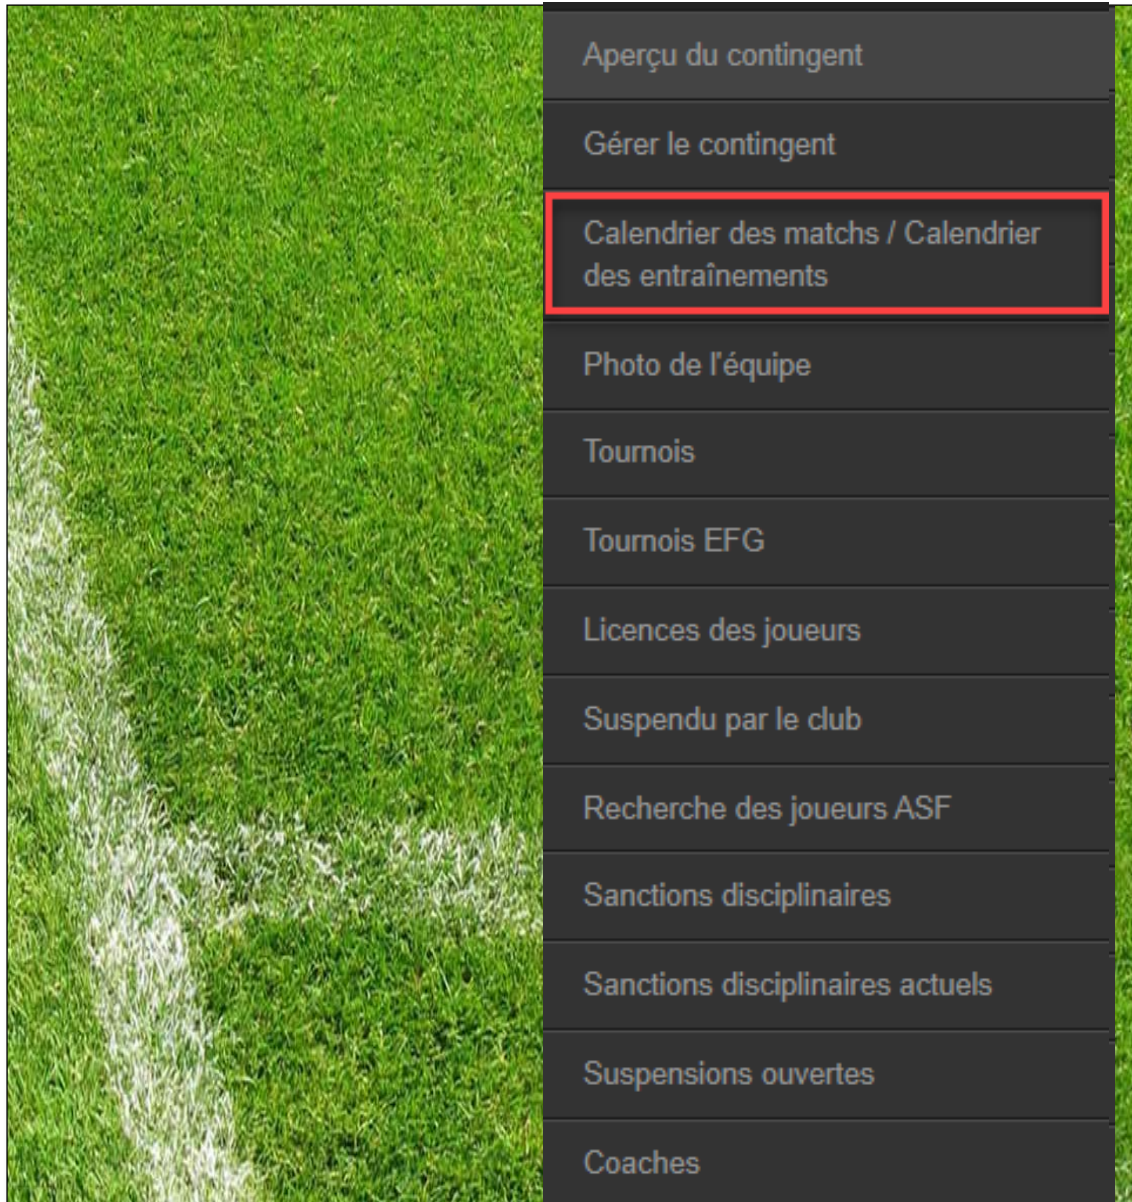 Aperçu du contingent
Gérer le contingent
Calendrier des matchs / Calendrier
des entraînements
Photo de l'équipe
Tournois
Tournois EFG
Licences des joueurs
Suspendu par le club
Recherche des joueurs ASF
Sanctions disciplinaires
Sanctions disciplinaires actuels
Suspensions ouvertes
Coaches